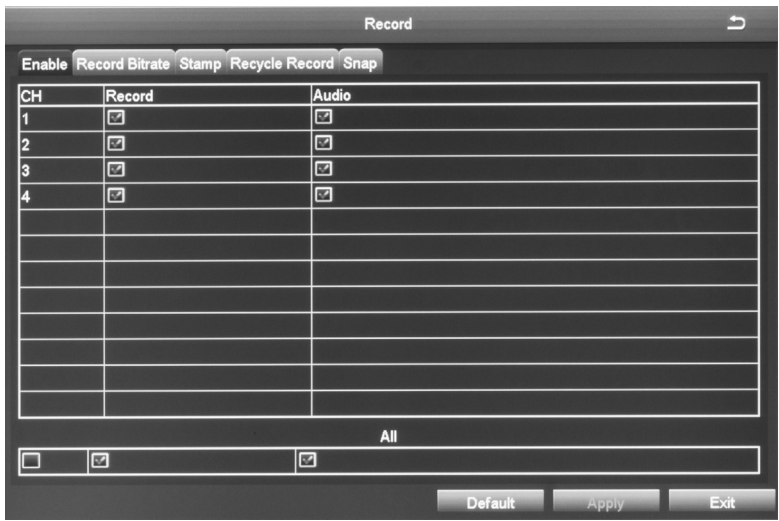 Record
Enable Record Bitrate Stamp Recycle Record Snap
CH Record Audio
1
2
3
4
All
Default Apply Exit